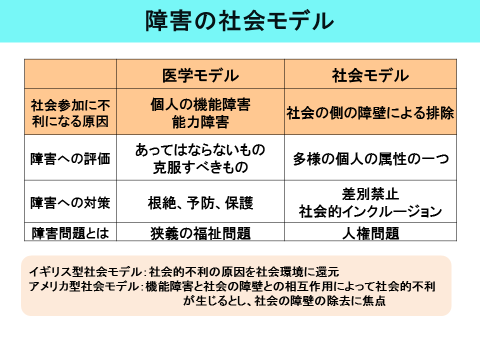 障害の社会モデル
医学モデル 社会モデル
社会参加に不
利になる原因
個人の機能障害
能力障害
社会の側の障壁による排除
障害への評価
あってはならないもの
克服すべきもの
多様の個人の属性の一つ
障害への対策
根絶、予防、保護
差別禁止
社会的インクルージョン
障害問題とは 狭義の福祉問題 人権問題
イギリス型社会モデル:社会的不利の原因を社会環境に還元
アメリカ型社会モデル:機能障害と社会の障壁との相互作用によって社会的不利
が生じるとし、社会の障壁の除去に焦点